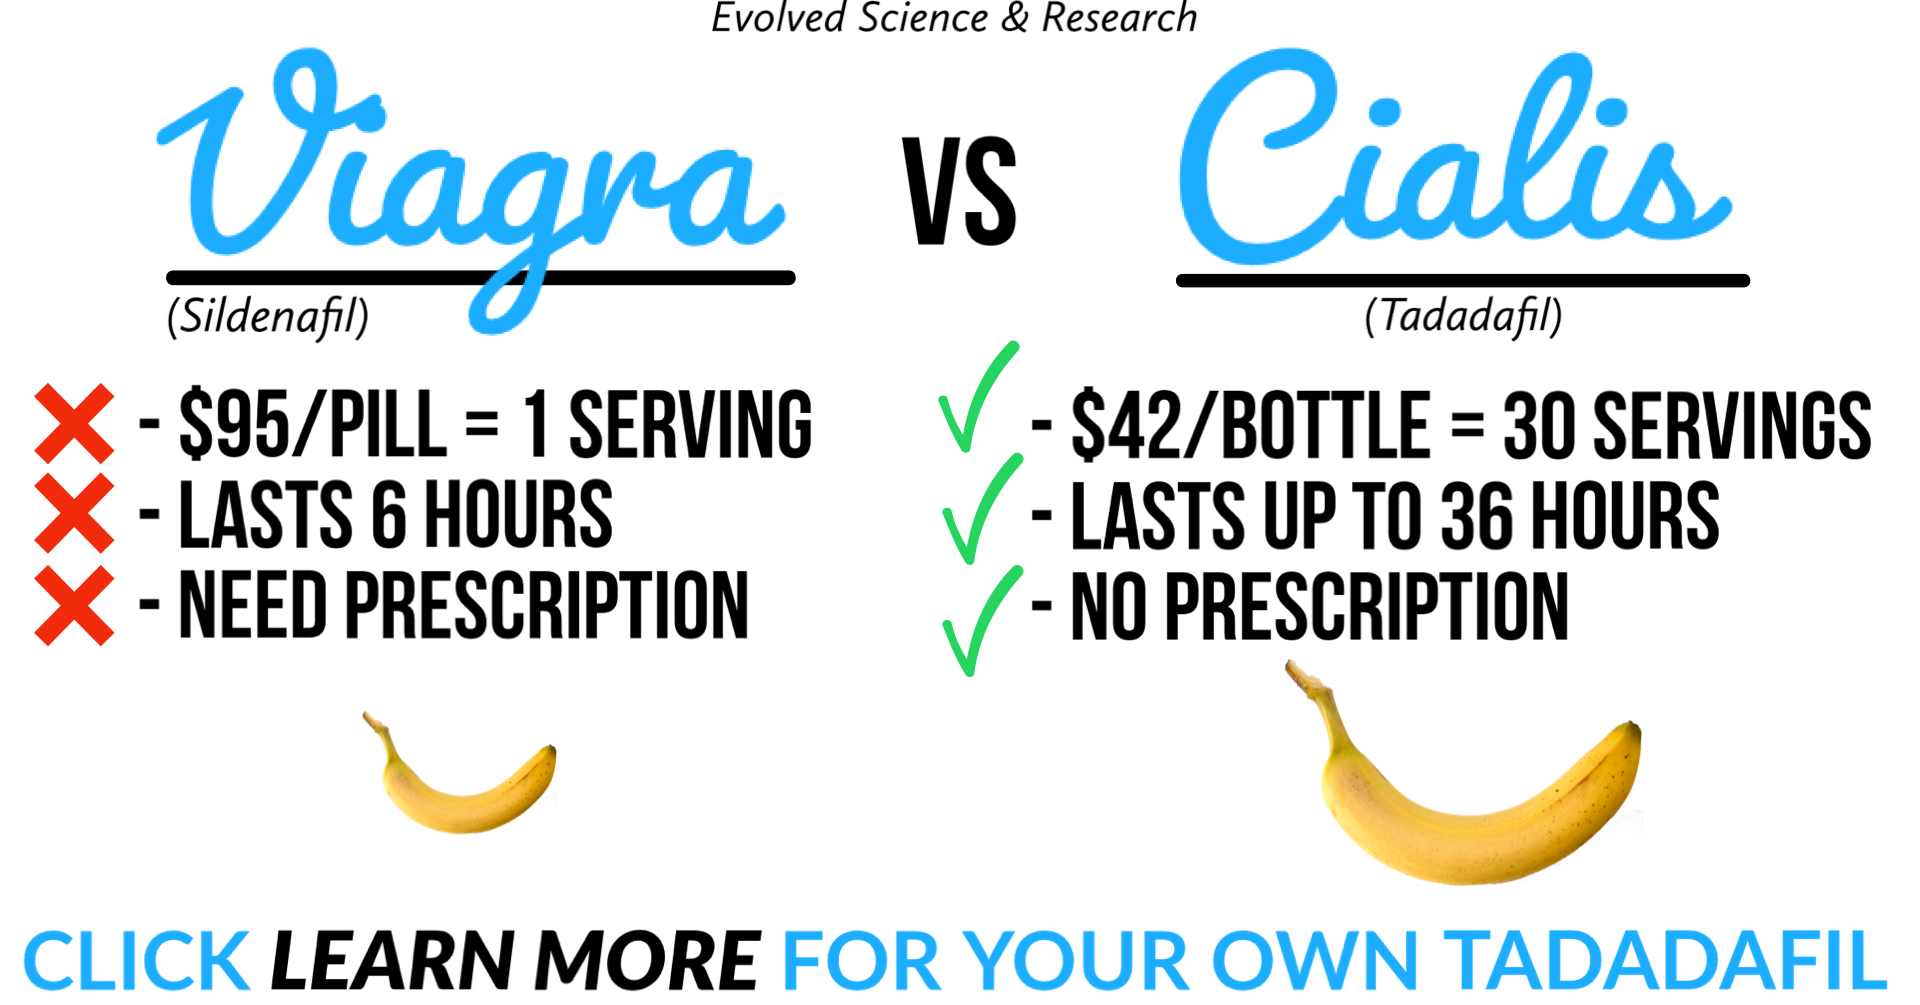 Evolved Science & Research
Viagra VS Cialis
(Sildenafil)
(Tadadafil)
- $95/PILL = 1 SERVING
- LASTS 6 HOURS
- NEED PRESCRIPTION
- $42/BOTTLE = 30 SERVINGS
- LASTS UP TO 36 HOURS
- NO PRESCRIPTION
CLICK LEARN MORE FOR YOUR OWN TADADAFIL